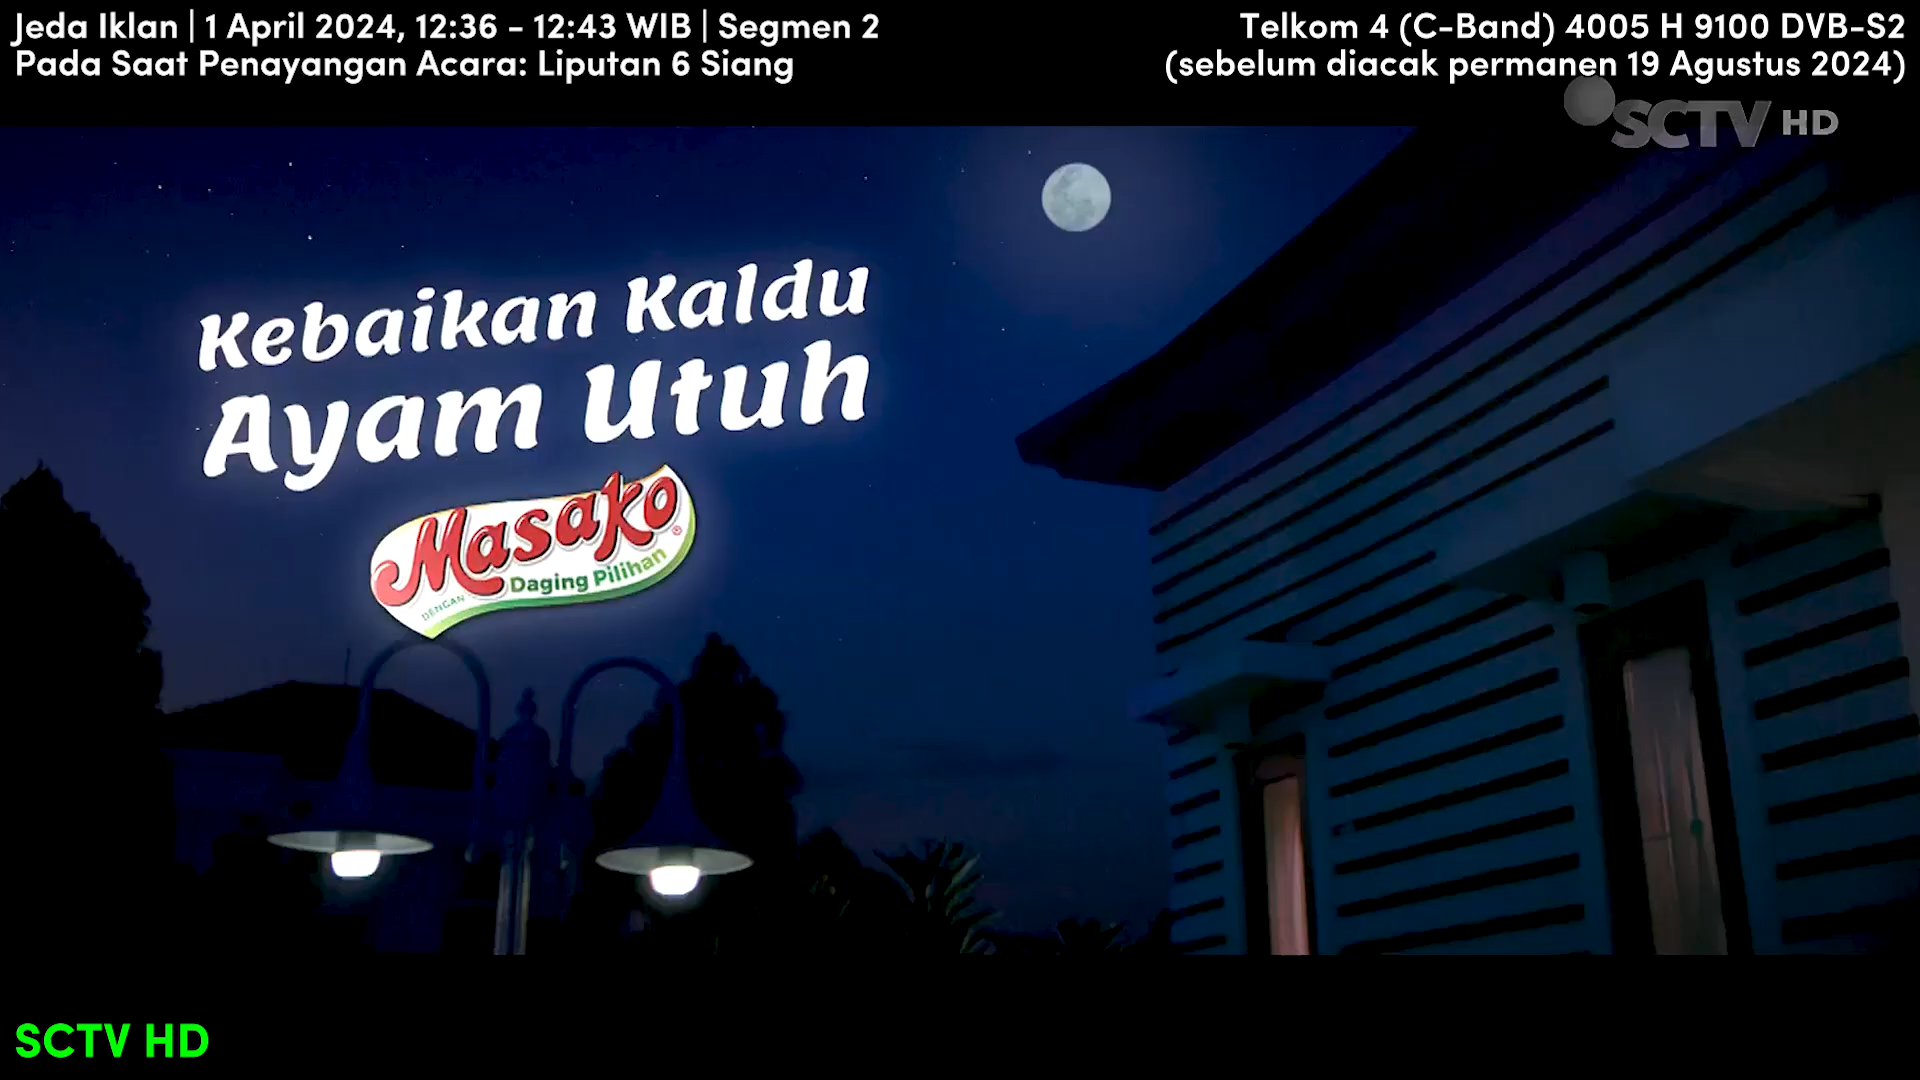 Jeda Iklan | 1 April 2024, 12:36 - 12:43 WIB | Segmen 2
Pada Saat Penayangan Acara: Liputan 6 Siang
Telkom 4 (C-Band) 4005 H 9100 DVB-S2
(sebelum diacak permanen 19 Agustus 2024)
SCTV HD
Kebaikan Kaldu
Ayam Utuh
Masako
®
DENGAN Daging Pilihan
SCTV HD